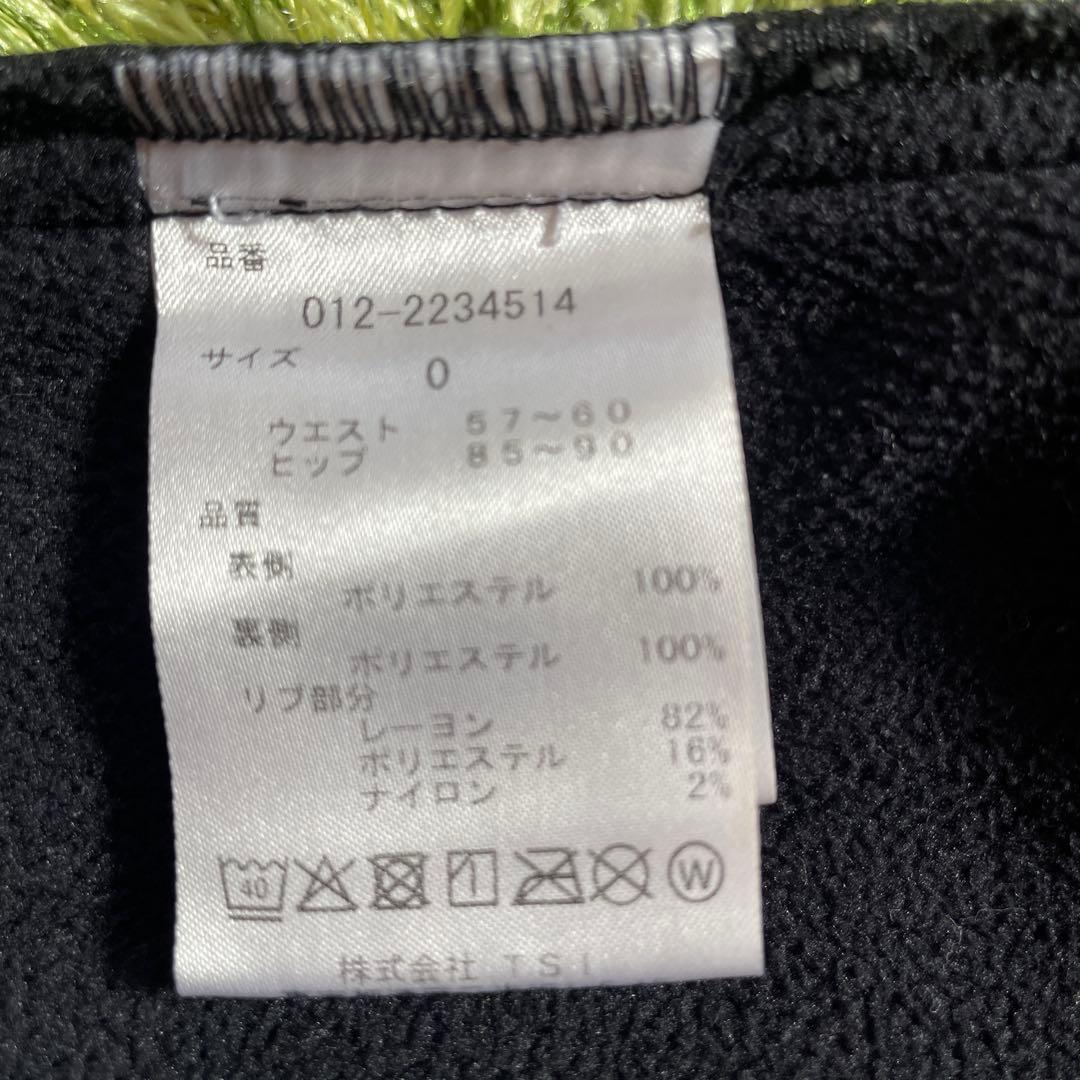 品番
012-2234514
サイズ 0
ウエスト 57〜60
ヒップ 85〜90
品質
表側
ポリエステル 100%
裏側
ポリエステル 100%
リブ部分
レーヨン 82%
ポリエステル 16%
ナイロン 2%
40 W
株式会社 TSI